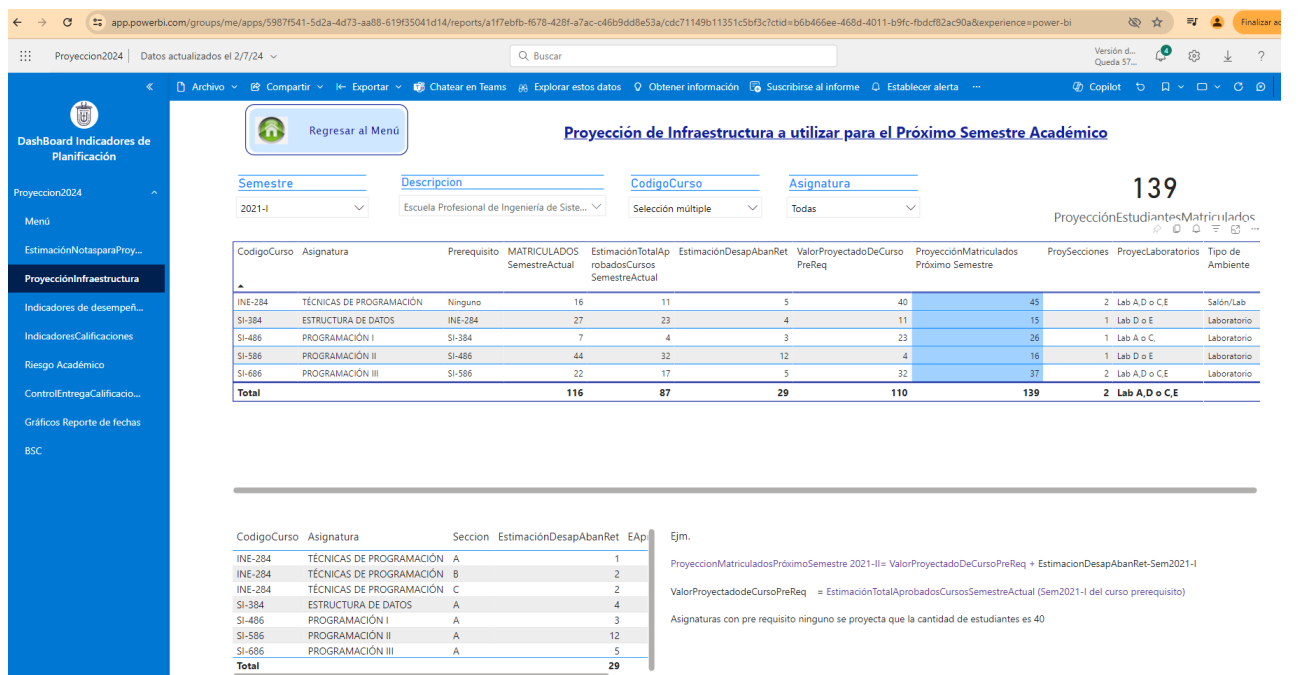 app.powerbi.com/groups/me/apps/5987f541-5d2a-4d73-aa88-619f35041d14/reports/a1f7ebfb-f678-428f-a7ac-c46b9dd8e53a/cdc71149b11351c5bf3c?ctid=b6b466ee-468d-4011-b9fc-fbdcf82ac90a&experience=power-bi
Finalizar ac
Proyeccion2024 Datos actualizados el 2/7/24
Buscar
Versión d...
Queda 57...
4
?
Archivo Compartir Exportar Chatear en Teams Explorar estos datos Obtener información Suscribirse al informe Establecer alerta ... Copilot
DashBoard Indicadores de
Planificación
Proyeccion2024
Menú
EstimaciónNotasparaProy...
ProyecciónInfraestructura
Indicadores de desempeñ...
IndicadoresCalificaciones
Riesgo Académico
ControlEntregaCalificacio...
Gráficos Reporte de fechas
BSC
Regresar al Menú
Proyección de Infraestructura a utilizar para el Próximo Semestre Académico
Semestre Descripcion CodigoCurso Asignatura
2021-I Escuela Profesional de Ingeniería de Siste... Selección múltiple Todas
139
ProyecciónEstudiantesMatriculados
CodigoCurso Asignatura Prerequisito MATRICULADOS EstimaciónTotalAp EstimaciónDesapAbanRet ValorProyectadoDeCurso ProyecciónMatriculados ProySecciones ProyecLaboratorios Tipo de
SemestreActual robadosCursos PreReq Próximo Semestre Ambiente
SemestreActual
INE-284 TÉCNICAS DE PROGRAMACIÓN Ninguno 16 11 5 40 45 2 Lab A,D o C,E Salón/Lab
SI-384 ESTRUCTURA DE DATOS INE-284 27 23 4 11 15 1 Lab D o E Laboratorio
SI-486 PROGRAMACIÓN I SI-384 7 4 3 23 26 1 Lab A o C, Laboratorio
SI-586 PROGRAMACIÓN II SI-486 44 32 12 4 16 1 Lab D o E Laboratorio
SI-686 PROGRAMACIÓN III SI-586 22 17 5 32 37 2 Lab A,D o C,E Laboratorio
Total 116 87 29 110 139 2 Lab A,D o C,E
CodigoCurso Asignatura Seccion EstimaciónDesapAbanRet EApr
INE-284 TÉCNICAS DE PROGRAMACIÓN A 1
INE-284 TÉCNICAS DE PROGRAMACIÓN B 2
INE-284 TÉCNICAS DE PROGRAMACIÓN C 2
SI-384 ESTRUCTURA DE DATOS A 4
SI-486 PROGRAMACIÓN I A 3
SI-586 PROGRAMACIÓN II A 12
SI-686 PROGRAMACIÓN III A 5
Total 29
Ejm.
ProyeccionMatriculadosPróximoSemestre 2021-II= ValorProyectadoDeCursoPreReq + EstimacionDesapAbanRet-Sem2021-I
ValorProyectadodeCursoPreReq = EstimaciónTotalAprobadosCursosSemestreActual (Sem2021-I del curso prerequisito)
Asignaturas con pre requisito ninguno se proyecta que la cantidad de estudiantes es 40